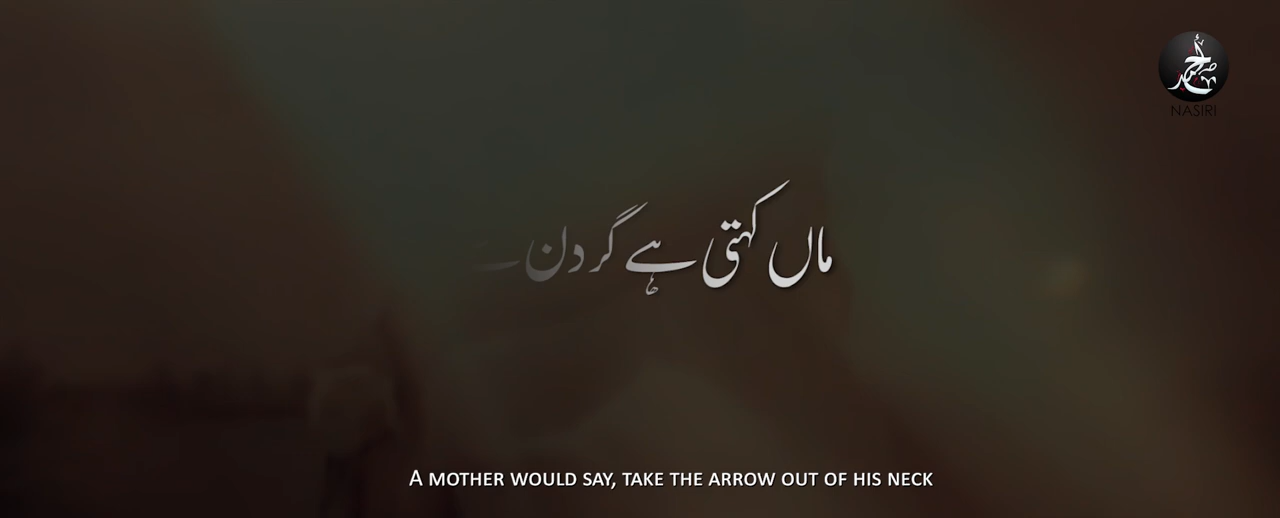 NASIRI
ماں کہتی ہے گردن
A MOTHER WOULD SAY, TAKE THE ARROW OUT OF HIS NECK